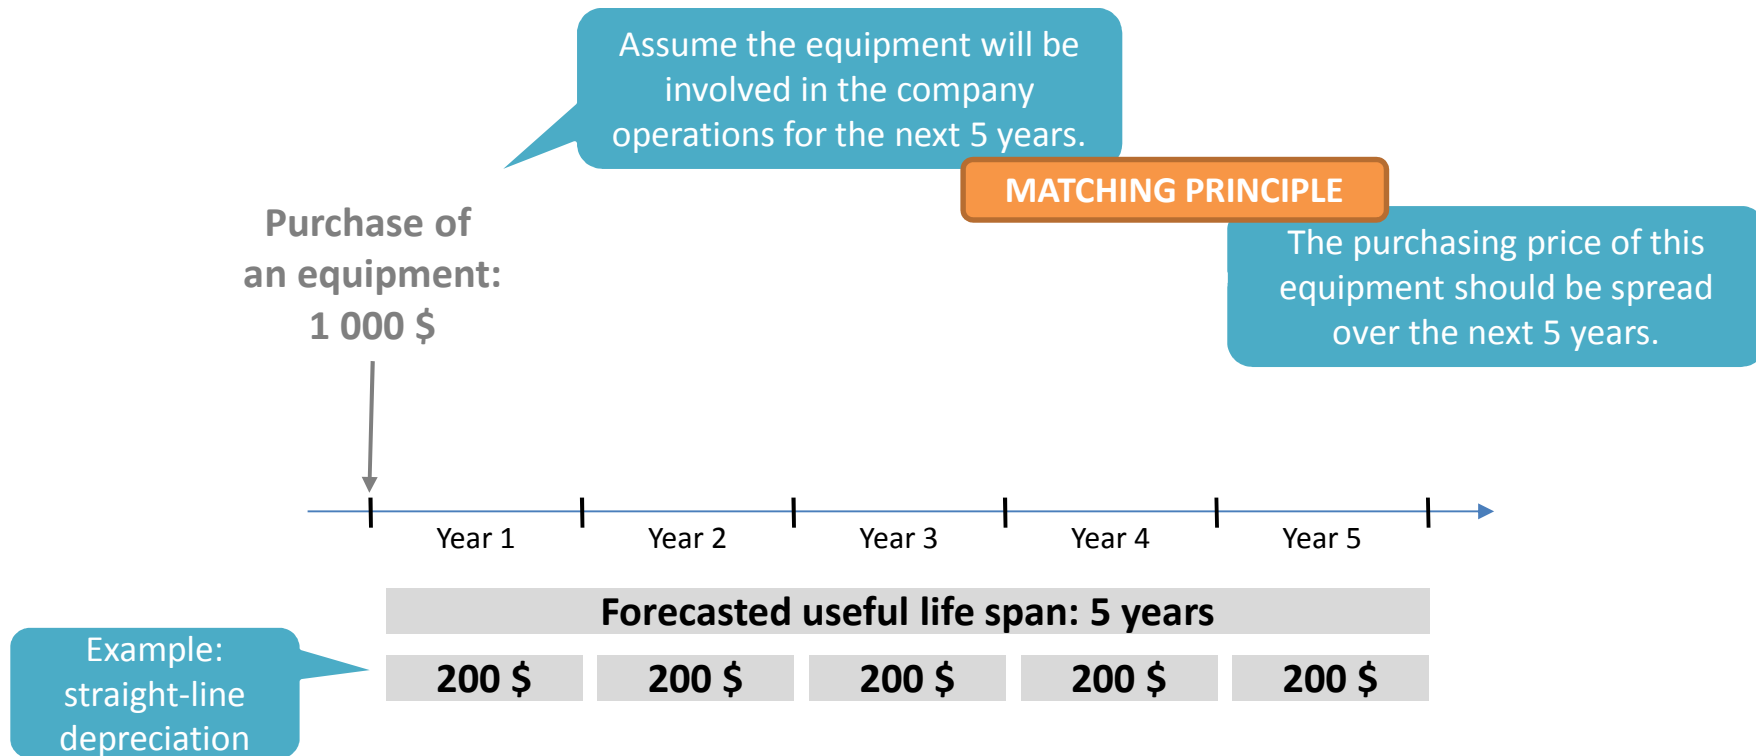 Assume the equipment will be
involved in the company
operations for the next 5 years.
MATCHING PRINCIPLE
The purchasing price of this
equipment should be spread
over the next 5 years.
Purchase of
an equipment:
1 000 $
Year 1
Year 2
Year 3
Year 4
Year 5
Forecasted useful life span: 5 years
Example:
straight-line
depreciation
200 $
200 $
200 $
200 $
200 $